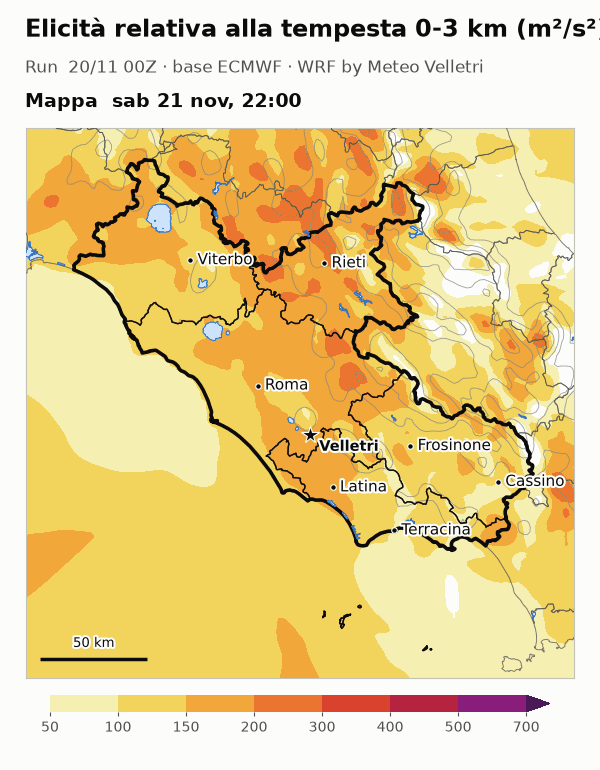 Elicità relativa alla tempesta 0-3 km (m²/s²)
Run 20/11 00Z · base ECMWF · WRF by Meteo Velletri
Mappa sab 21 nov, 22:00
Viterbo
Rieti
Roma
Velletri
Frosinone
Cassino
Latina
Terracina
50 km
50 100 150 200 300 400 500 700